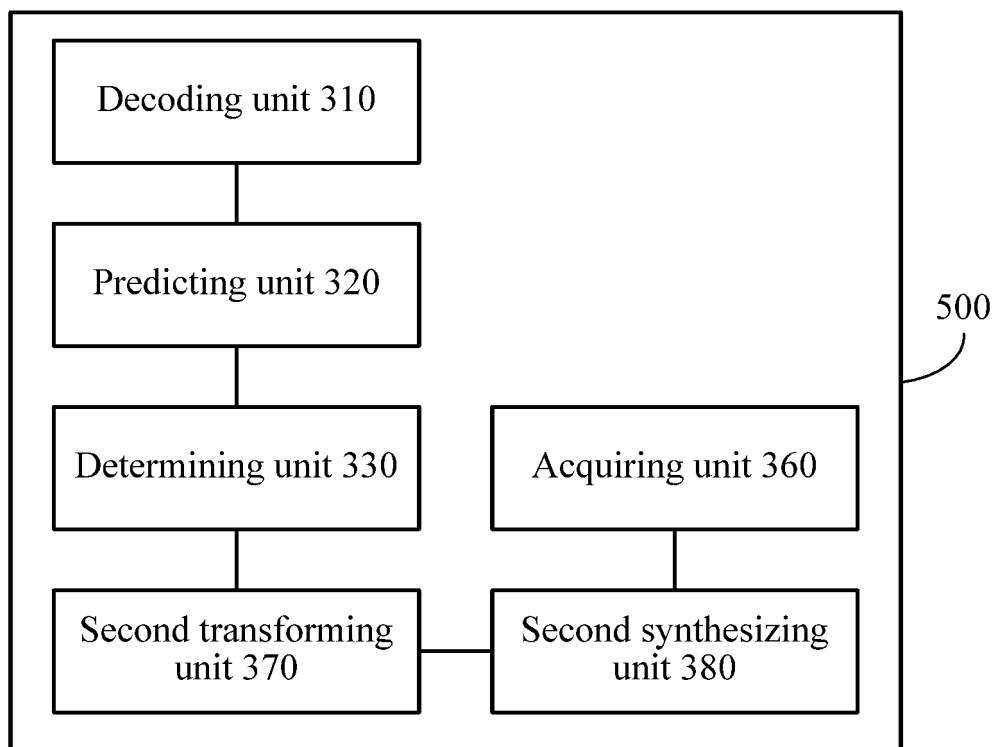 Decoding unit 310
Predicting unit 320
500
Determining unit 330
Acquiring unit 360
Second transforming
unit 370
Second synthesizing
unit 380